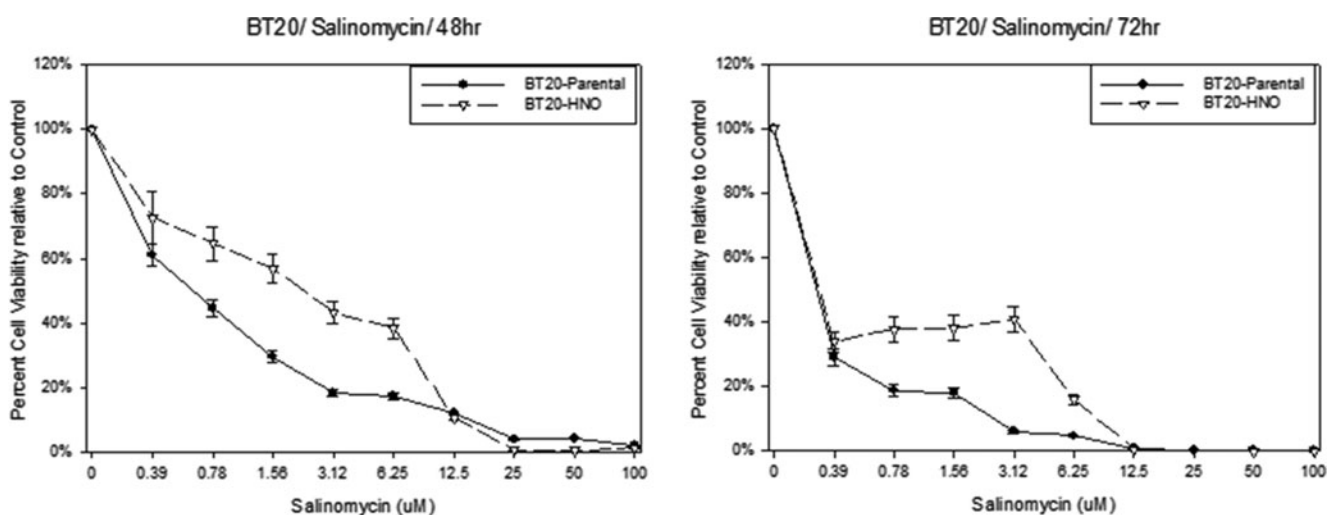 BT20/ Salinomycin/ 48hr
BT20-Parental
BT20-HNO
Percent Cell Viability relative to Control
120%
100%
80%
60%
40%
20%
0%
0 0.39 0.78 1.56 3.12 6.25 12.5 25 50 100
Salinomycin (uM)
BT20/ Salinomycin/ 72hr
BT20-Parental
BT20-HNO
Percent Cell Viability relative to Control
120%
100%
80%
60%
40%
20%
0%
0 0.39 0.78 1.56 3.12 6.25 12.5 25 50 100
Salinomycin (uM)